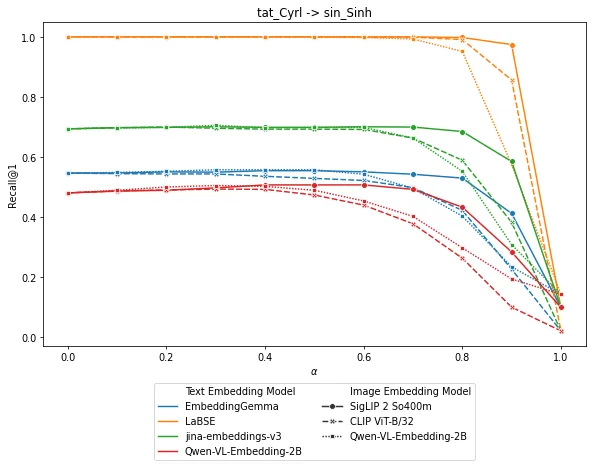 tat_Cyrl -> sin_Sinh
Recall@1
1.0
0.8
0.6
0.4
0.2
0.0
0.0 0.2 0.4 0.6 0.8 1.0
α
Text Embedding Model Image Embedding Model
EmbeddingGemma SigLIP 2 So400m
LaBSE CLIP ViT-B/32
jina-embeddings-v3 Qwen-VL-Embedding-2B
Qwen-VL-Embedding-2B